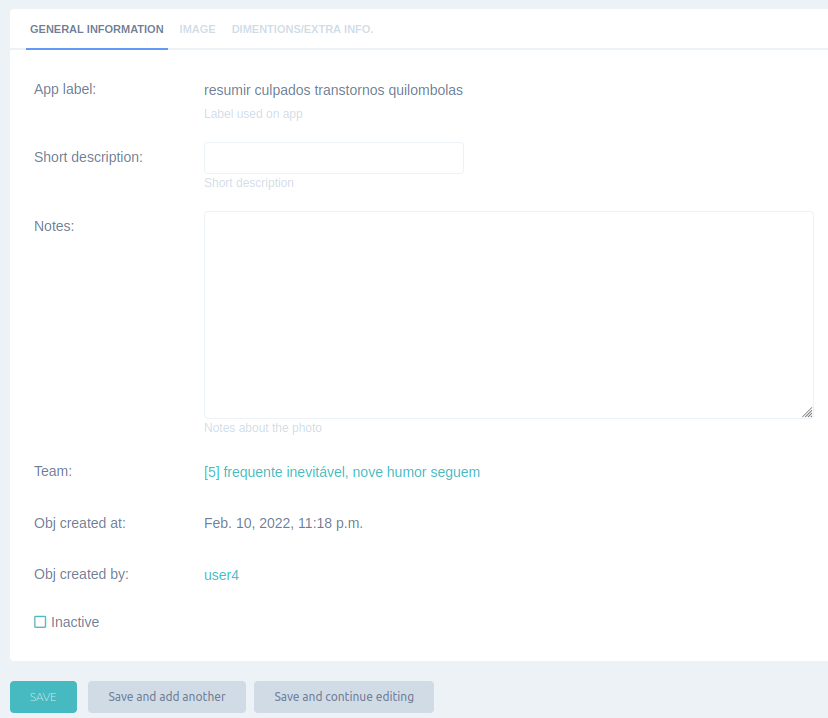 GENERAL INFORMATION IMAGE DIMENTIONS/EXTRA INFO.
App label: resumir culpados transtornos quilombolas
Label used on app
Short description:
Short description
Notes:
Notes about the photo
Team: [5] frequente inevitável, nove humor seguem
Obj created at: Feb. 10, 2022, 11:18 p.m.
Obj created by: user4
Inactive
SAVE Save and add another Save and continue editing